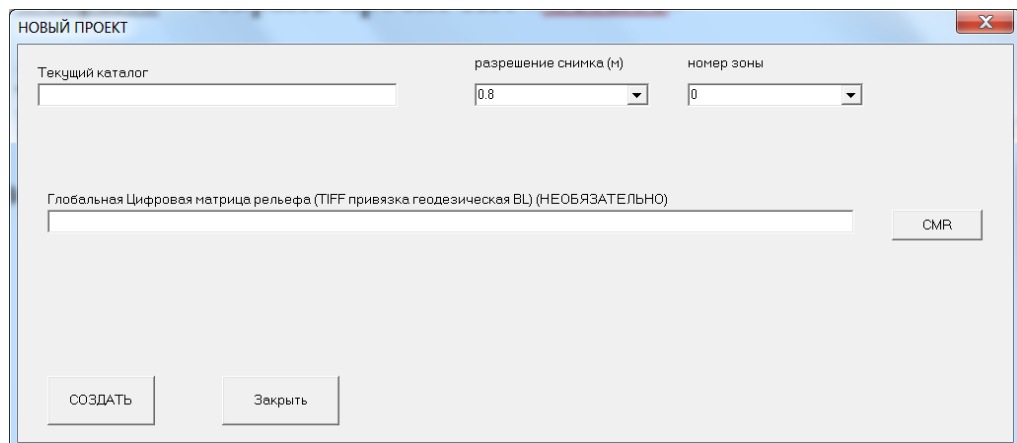 НОВЫЙ ПРОЕКТ
Текущий каталог
разрешение снимка (м)
номер зоны
0.8
0
Глобальная Цифровая матрица рельефа (TIFF привязка геодезическая BL) (НЕОБЯЗАТЕЛЬНО)
CMR
СОЗДАТЬ
Закрыть